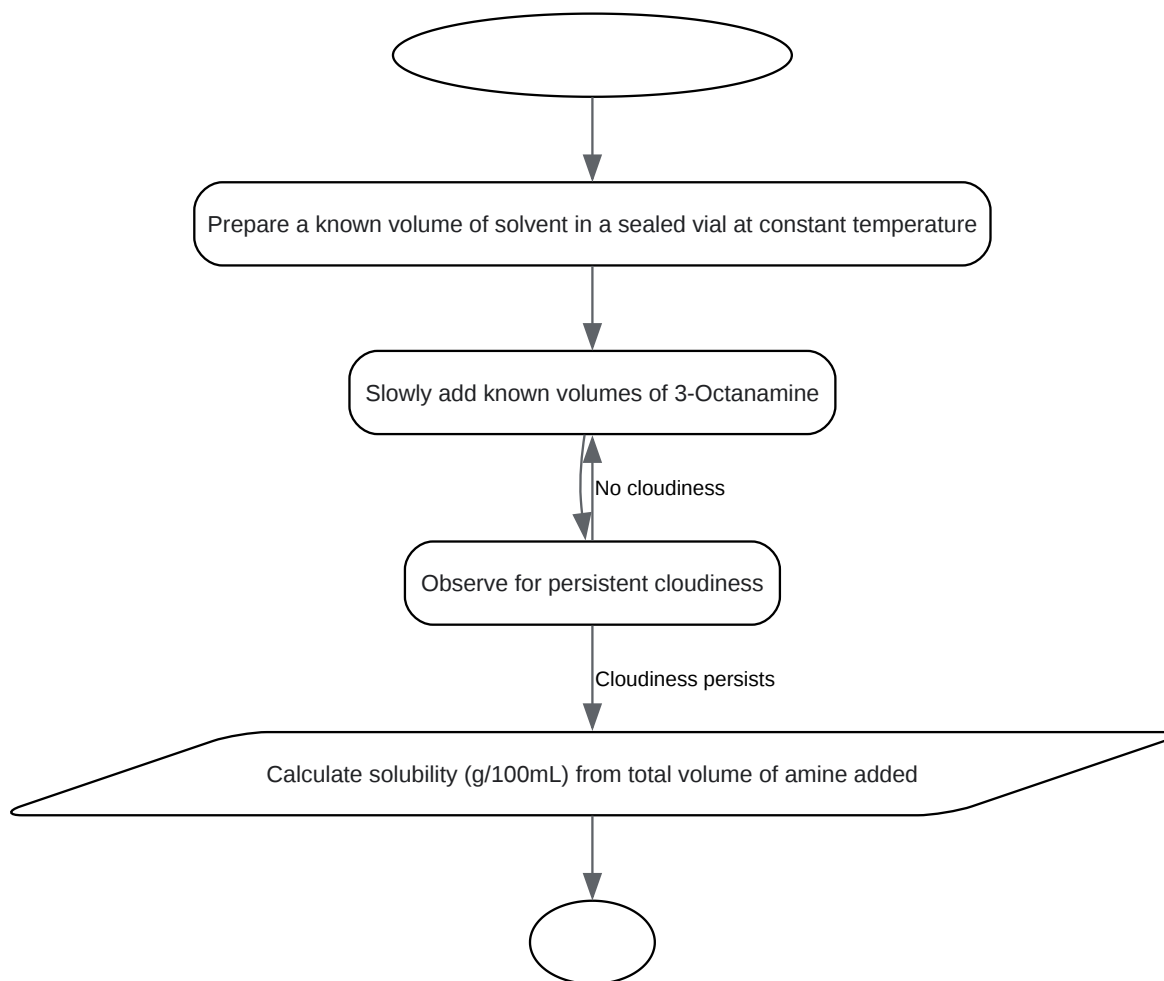 Prepare a known volume of solvent in a sealed vial at constant temperature
Slowly add known volumes of 3-Octanamine
No cloudiness
Observe for persistent cloudiness
Cloudiness persists
Calculate solubility (g/100mL) from total volume of amine added